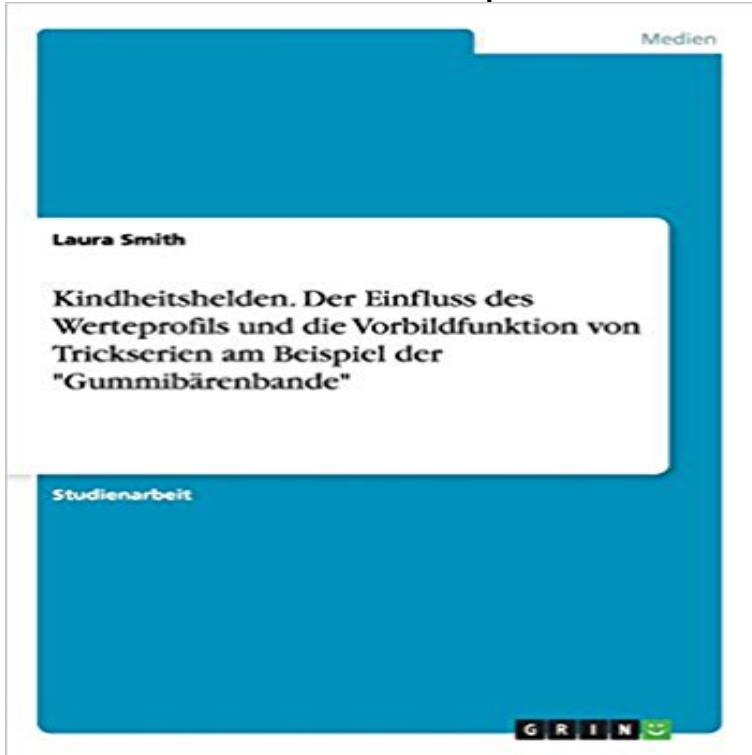 Medien
Laura Smith
Kindheitshelden. Der Einfluss des
Werteprofils und die Vorbildfunktion von
Trickserien am Beispiel der
"Gummibärenbande"
Studienarbeit
GRIN